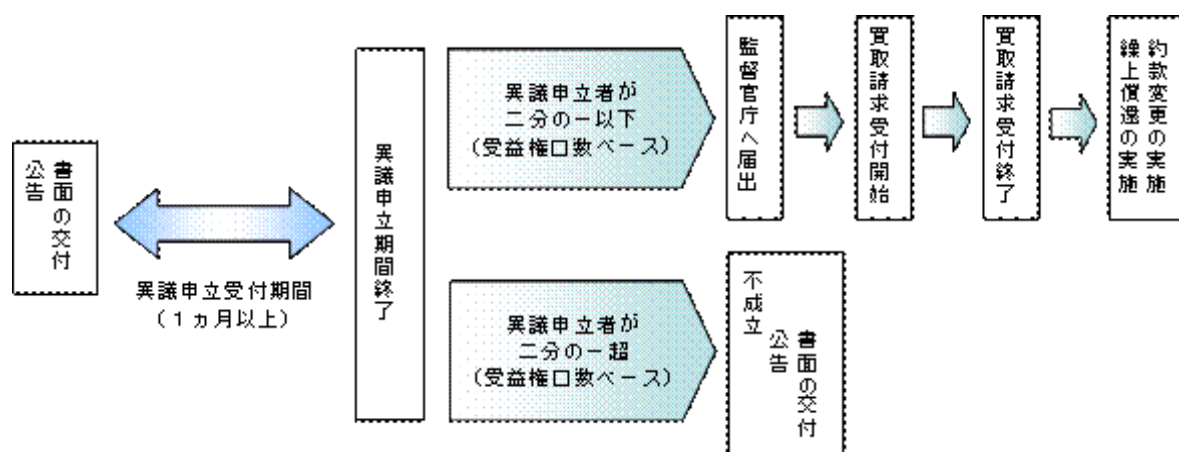 書面の交付
公告
異議申立受付期間
（１ヵ月以上）
異議申立期間終了
異議申立者が
二分の一以下
（受益権口数ベース）
監督官庁へ届出
買取請求受付開始
買取請求受付終了
約款変更の実施
繰上償還の実施
異議申立者が
二分の一超
（受益権口数ベース）
不成立
書面の交付
公告